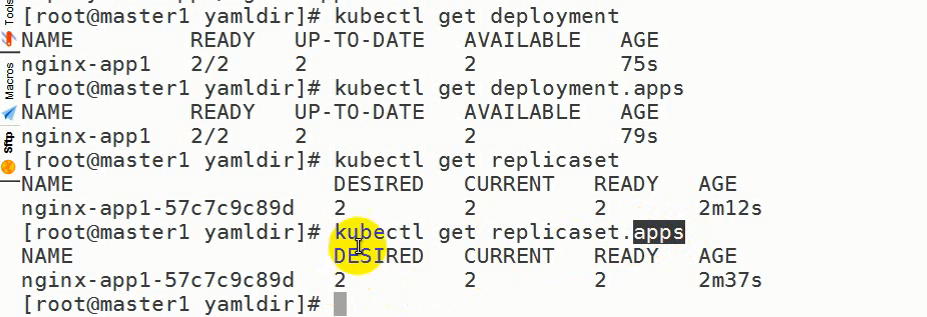 [root@master1 yamldir]# kubectl get deployment
NAME READY UP-TO-DATE AVAILABLE AGE
nginx-app1 2/2 2 2 75s
[root@master1 yamldir]# kubectl get deployment.apps
NAME READY UP-TO-DATE AVAILABLE AGE
nginx-app1 2/2 2 2 79s
[root@master1 yamldir]# kubectl get replicaset
NAME DESIRED CURRENT READY AGE
nginx-app1-57c7c9c89d 2 2 2 2m12s
[root@master1 yamldir]# kubectl get replicaset.apps
NAME DESIRED CURRENT READY AGE
nginx-app1-57c7c9c89d 2 2 2 2m37s
[root@master1 yamldir]#
Tools
Macros
Sftp